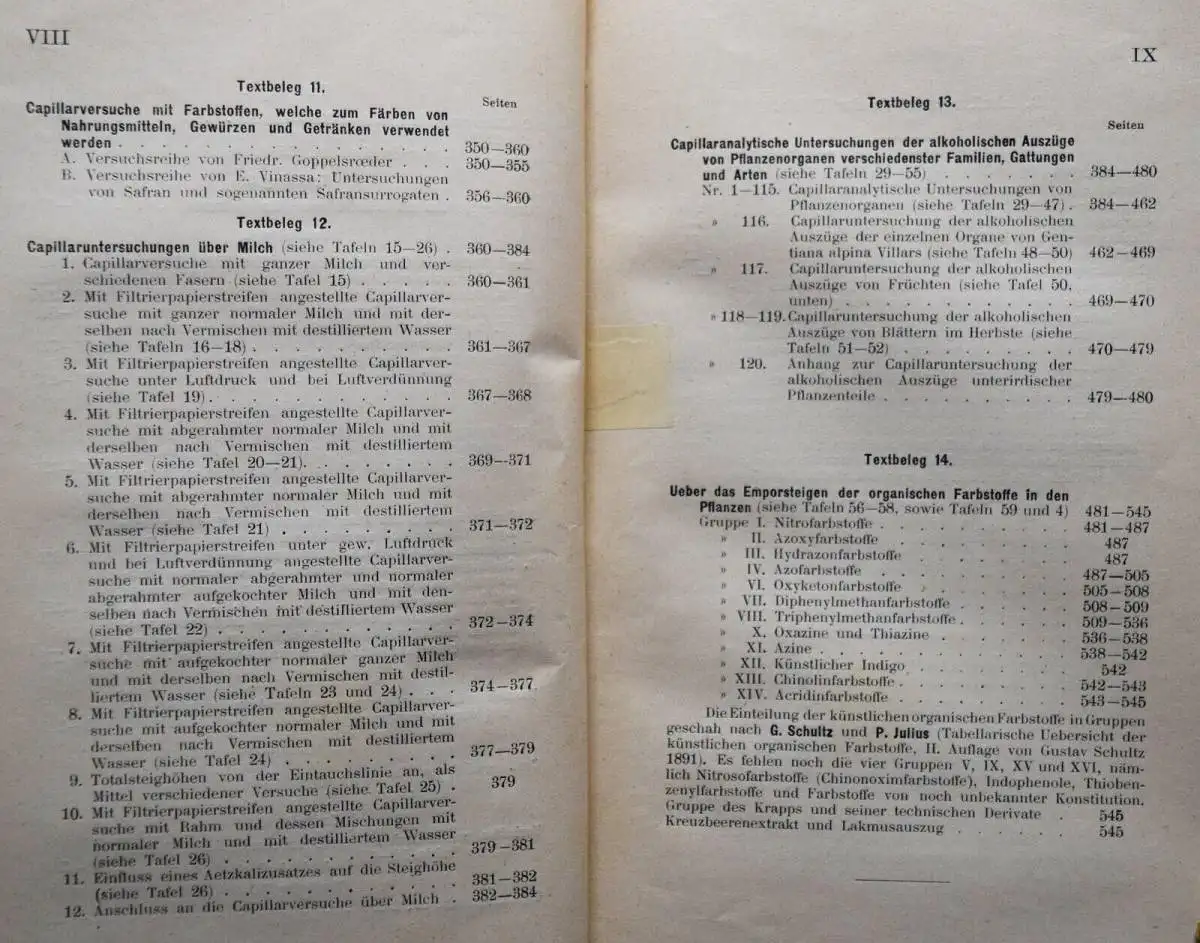 VIII
Textbeleg 11.
Seiten
Capillarversuche mit Farbstoffen, welche zum Färben von
Nahrungsmitteln, Gewürzen und Getränken verwendet
werden . . . . . . . . . . . . . . . . . 350—360
A. Versuchsreihe von Friedr. Goppelsrœder . . . 350—355
B. Versuchsreihe von E. Vinassa: Untersuchungen
von Safran und sogenannten Safransurrogaten . 356—360
Textbeleg 12.
Capillaruntersuchungen über Milch (siehe Tafeln 15—26) . 360—384
1. Capillarversuche mit ganzer Milch und ver-
schiedenen Fasern (siehe Tafel 15) . . . . . 360—361
2. Mit Filtrierpapierstreifen angestellte Capillarver-
suche mit ganzer normaler Milch und mit der-
selben nach Vermischen mit destilliertem Wasser
(siehe Tafeln 16—18) . . . . . . . . . . 361—367
3. Mit Filtrierpapierstreifen angestellte Capillarver-
suche unter Luftdruck und bei Luftverdünnung
(siehe Tafel 19) . . . . . . . . . . . . 367—368
4. Mit Filtrierpapierstreifen angestellte Capillarver-
suche mit abgerahmter normaler Milch und mit
derselben nach Vermischen mit destilliertem
Wasser (siehe Tafel 20—21). . . . . . . . 369—371
5. Mit Filtrierpapierstreifen angestellte Capillarver-
suche mit abgerahmter normaler Milch und mit
derselben nach Vermischen mit destilliertem
Wasser (siehe Tafel 21) . . . . . . . . . 371—372
6. Mit Filtrierpapierstreifen unter gew. Luftdruck
und bei Luftverdünnung angestellte Capillarver-
suche mit normaler abgerahmter und normaler
abgerahmter aufgekochter Milch und mit den-
selben nach Vermischen mit destilliertem Wasser
(siehe Tafel 22) . . . . . . . . . . . . 372—374
7. Mit Filtrierpapierstreifen angestellte Capillarver-
suche mit aufgekochter normaler ganzer Milch
und mit derselben nach Vermischen mit destil-
liertem Wasser (siehe Tafeln 23 und 24) . . . 374—377
8. Mit Filtrierpapierstreifen angestellte Capillarver-
suche mit aufgekochter normaler Milch und mit
derselben nach Vermischen mit destilliertem
Wasser (siehe Tafel 24) . . . . . . . . . 377—379
9. Totalsteighöhen von der Eintauchslinie an, als
Mittel verschiedener Versuche (siehe Tafel 25) . 379
10. Mit Filtrierpapierstreifen angestellte Capillarver-
suche mit Rahm und dessen Mischungen mit
normaler Milch und mit destilliertem Wasser
(siehe Tafel 26) . . . . . . . . . . . . 379—381
11. Einfluss eines Aetzkalizusatzes auf die Steighöhe
(siehe Tafel 26) . . . . . . . . . . . . 381—382
12. Anschluss an die Capillarversuche über Milch . 382—384
IX
Textbeleg 13.
Seiten
Capillaranalytische Untersuchungen der alkoholischen Auszüge
von Pflanzenorganen verschiedenster Familien, Gattungen
und Arten (siehe Tafeln 29—55) . . . . . . . 384—480
Nr. 1—115. Capillaranalytische Untersuchungen von
Pflanzenorganen (siehe Tafeln 29—47) . 384—462
» 116. Capillaruntersuchung der alkoholischen
Auszüge der einzelnen Organe von Gen-
tiana alpina Villars (siehe Tafeln 48—50) 462—469
» 117. Capillaruntersuchung der alkoholischen
Auszüge von Früchten (siehe Tafel 50,
unten) . . . . . . . . . . . . 469—470
» 118—119. Capillaruntersuchung der alkoholischen
Auszüge von Blättern im Herbste (siehe
Tafeln 51—52) . . . . . . . . . 470—479
» 120. Anhang zur Capillaruntersuchung der
alkoholischen Auszüge unterirdischer
Pflanzenteile . . . . . . . . . . 479—480
Textbeleg 14.
Ueber das Emporsteigen der organischen Farbstoffe in den
Pflanzen (siehe Tafeln 56—58, sowie Tafeln 59 und 4) 481—545
Gruppe I. Nitrofarbstoffe . . . . . . . . . . 481—487
» II. Azoxyfarbstoffe . . . . . . . . . 487
» III. Hydrazonfarbstoffe . . . . . . . . 487
» IV. Azofarbstoffe . . . . . . . . . . 487—505
» VI. Oxyketonfarbstoffe . . . . . . . . 505—508
» VII. Diphenylmethanfarbstoffe . . . . . . 508—509
» VIII. Triphenylmethanfarbstoffe . . . . . . 509—536
» X. Oxazine und Thiazine . . . . . . . 536—538
» XI. Azine . . . . . . . . . . . . . 538—542
» XII. Künstlicher Indigo . . . . . . . . 542
» XIII. Chinolinfarbstoffe . . . . . . . . . 542—543
» XIV. Acridinfarbstoffe . . . . . . . . . 543—545
Die Einteilung der künstlichen organischen Farbstoffe in Gruppen
geschah nach G. Schultz und P. Julius (Tabellarische Uebersicht der
künstlichen organischen Farbstoffe, II. Auflage von Gustav Schultz
1891). Es fehlen noch die vier Gruppen V, IX, XV und XVI, näm-
lich Nitrosofarbstoffe (Chinonoximfarbstoffe), Indophenole, Thioben-
zenylfarbstoffe und Farbstoffe von noch unbekannter Konstitution.
Gruppe des Krapps und seiner technischen Derivate . 545
Kreuzbeerenextrakt und Lakmusauszug . . . . . . 545